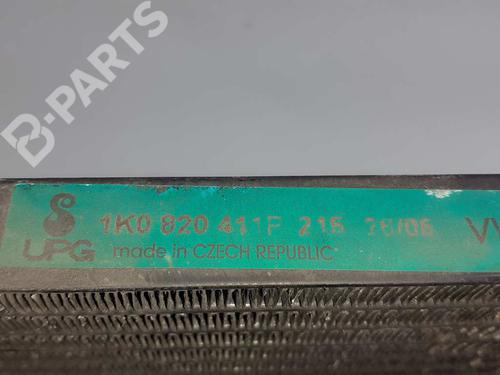 B-PARTS
1K0 820 411F 215 26/06 VW
UPG made in CZECH REPUBLIC